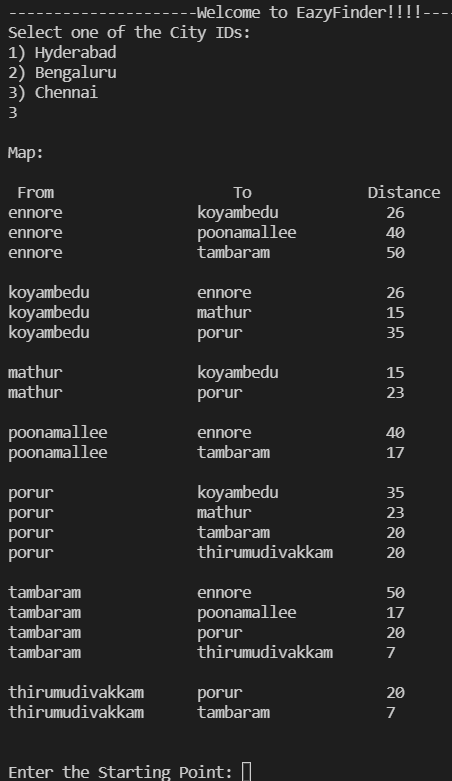 ---------------------Welcome to EazyFinder!!!!----
Select one of the City IDs:
1) Hyderabad
2) Bengaluru
3) Chennai
3
Map:
From To Distance
ennore koyambedu 26
ennore poonamallee 40
ennore tambaram 50
koyambedu ennore 26
koyambedu mathur 15
koyambedu porur 35
mathur koyambedu 15
mathur porur 23
poonamallee ennore 40
poonamallee tambaram 17
porur koyambedu 35
porur mathur 23
porur tambaram 20
porur thirumudivakkam 20
tambaram ennore 50
tambaram poonamallee 17
tambaram porur 20
tambaram thirumudivakkam 7
thirumudivakkam porur 20
thirumudivakkam tambaram 7
Enter the Starting Point: